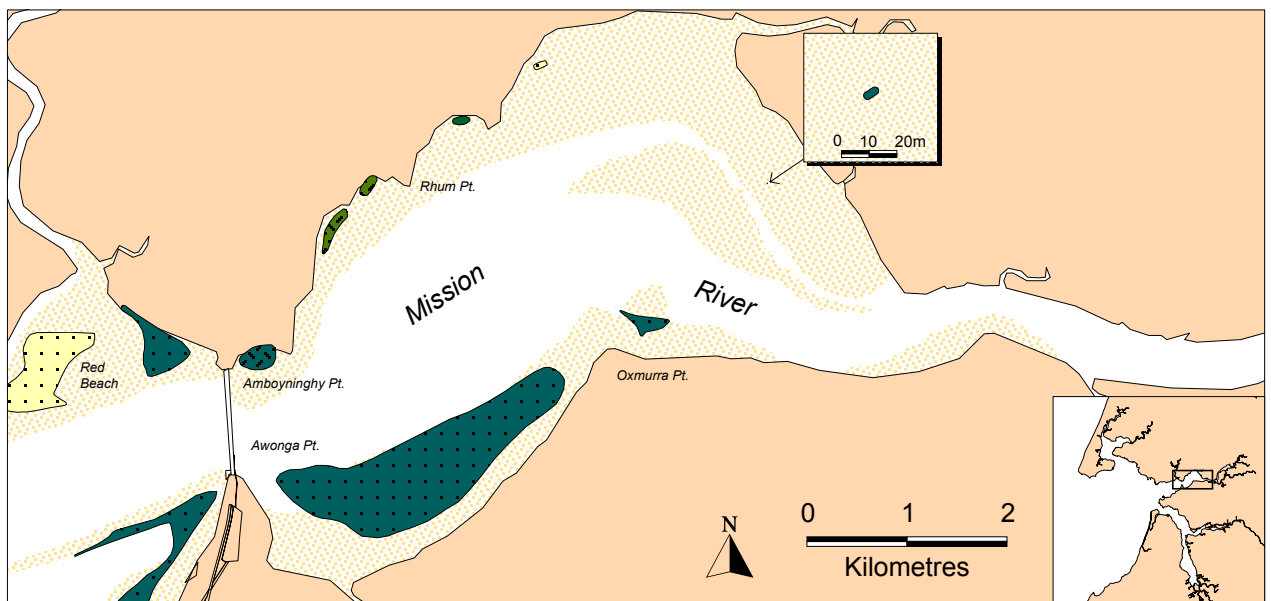 0 10 20m
Rhum Pt.
Mission
River
Red
Beach
Amboyninghy Pt.
Oxmurra Pt.
Awonga Pt.
N
0 1 2
Kilometres